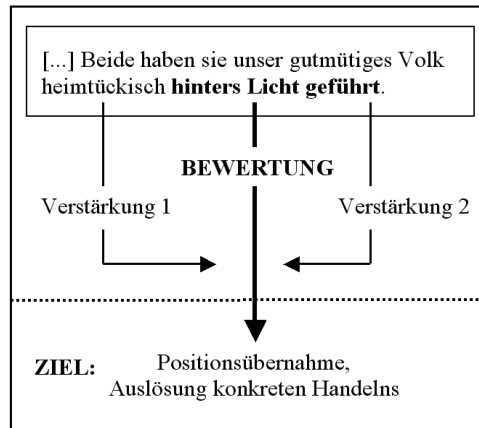 [...] Beide haben sie unser gutmütiges Volk
heimtückisch hinters Licht geführt.
BEWERTUNG
Verstärkung 1
Verstärkung 2
ZIEL:
Positionsübernahme,
Auslösung konkreten Handelns